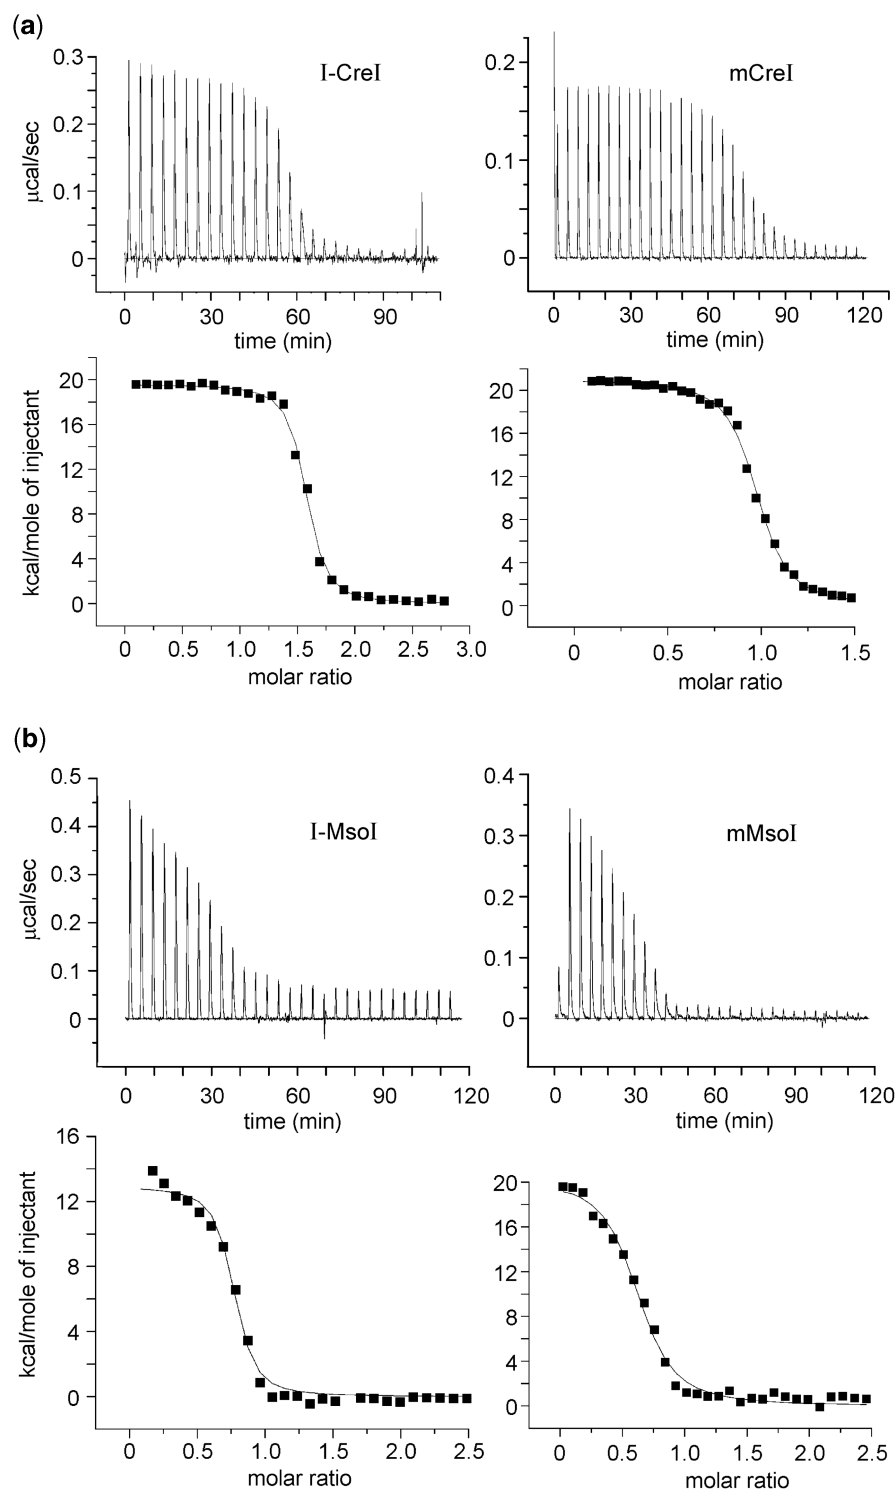 (a)
I-CreI
mCreI
0.3
0.2
0.1
0
μcal/sec
0.2
0.1
0
0 30 60 90
time (min)
0 30 60 90 120
time (min)
20
16
12
8
4
0
kcal/mole of injectant
20
16
12
8
4
0
0 0.5 1.0 1.5 2.0 2.5 3.0
molar ratio
0 0.5 1.0 1.5
molar ratio
(b)
I-MsoI
mMsoI
0.5
0.4
0.3
0.2
0.1
0
μcal/sec
0.4
0.3
0.2
0.1
0
0 30 60 90 120
time (min)
0 30 60 90 120
time (min)
16
12
8
4
0
kcal/mole of injectant
20
16
12
8
4
0
0 0.5 1.0 1.5 2.0 2.5
molar ratio
0 0.5 1.0 1.5 2.0 2.5
molar ratio